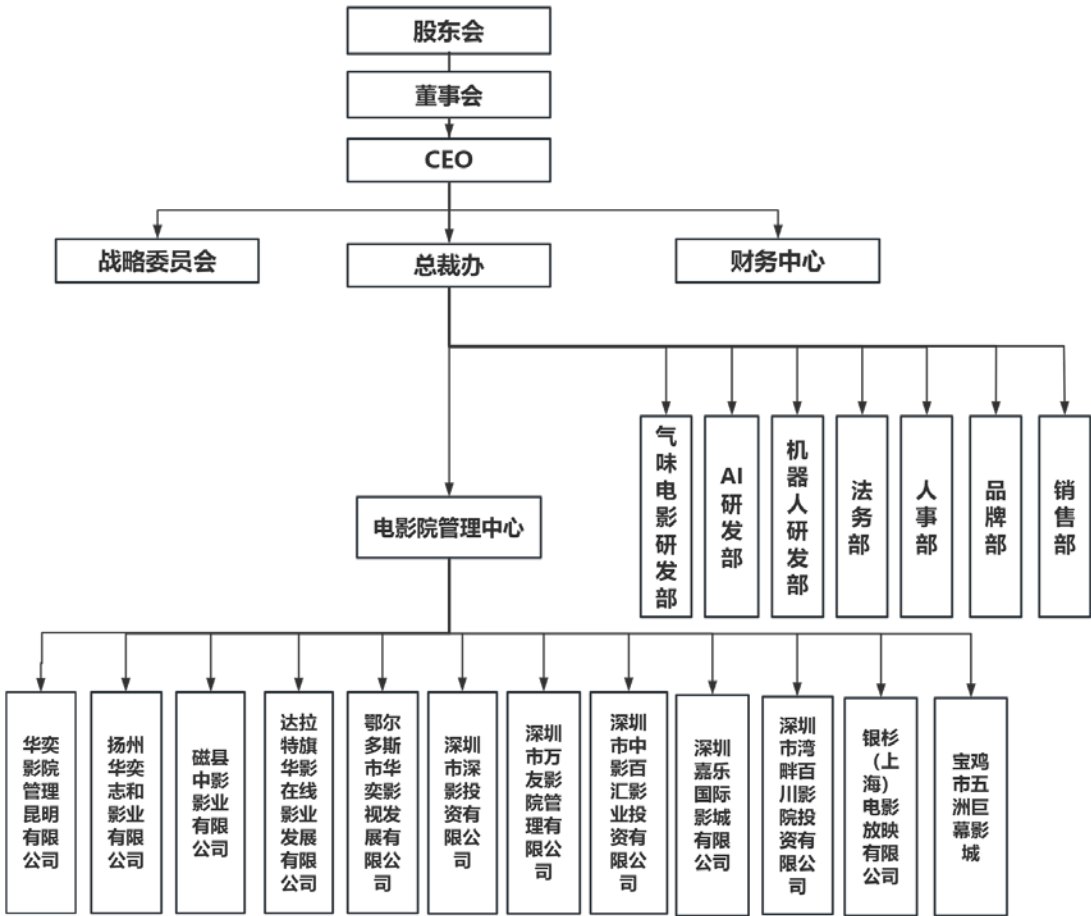 股东会
董事会
CEO
战略委员会
总裁办
财务中心
气味电影研发部
AI研发部
机器人研发部
法务部
人事部
品牌部
销售部
电影院管理中心
华奕
影院
管理
昆明
有限
公司
扬州
华奕
志和
影业
有限
公司
磁县
中影
影业
有限
公司
达拉
特旗
华影
在线
影业
发展
有限
公司
鄂尔
多斯
市华
奕影
视发
展有
限公
司
深圳
市深
影投
资有
限公
司
深圳
市万
友影
院管
理有
限公
司
深圳
市中
影百
汇影
业投
资有
限公
司
深圳
嘉乐
国际
影城
有限
公司
深圳
市湾
畔百
川影
院投
资有
限公
司
银杉
（上
海）
电影
放映
有限
公司
宝鸡
市五
洲巨
幕影
城